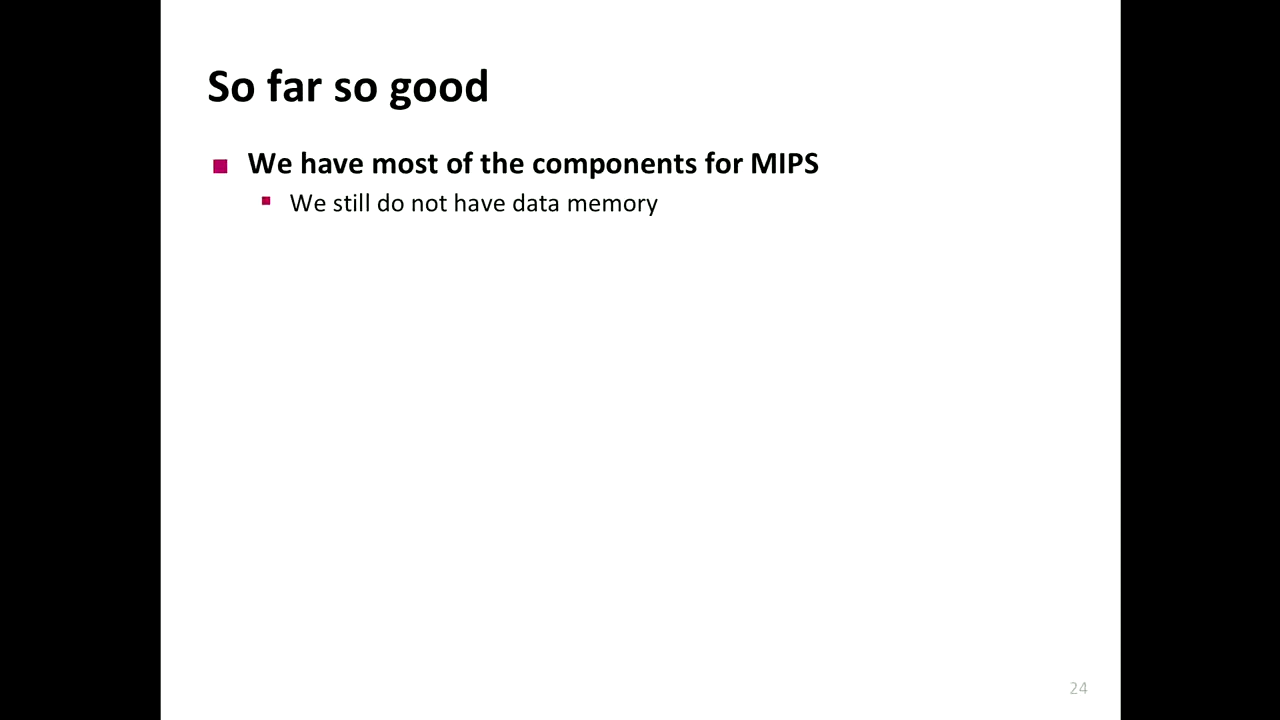 So far so good
We have most of the components for MIPS
We still do not have data memory
24